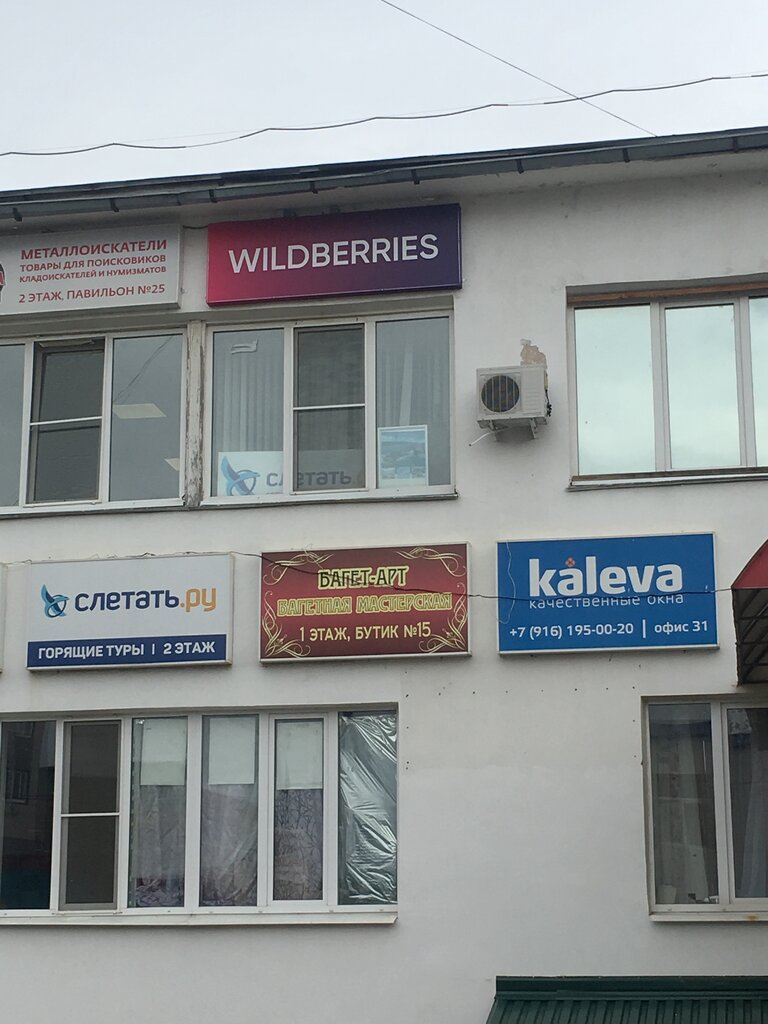 МЕТАЛЛОИСКАТЕЛИ
ТОВАРЫ ДЛЯ ПОИСКОВИКОВ
КЛАДОИСКАТЕЛЕЙ И НУМИЗМАТОВ
2 ЭТАЖ, ПАВИЛЬОН №25
WILDBERRIES
слетать.
слетать.ру
ГОРЯЩИЕ ТУРЫ | 2 ЭТАЖ
БАГЕТ-АРТ
БАГЕТНАЯ МАСТЕРСКАЯ
1 ЭТАЖ, БУТИК №15
kaleva
качественные окна
+7 (916) 195-00-20 | офис 31